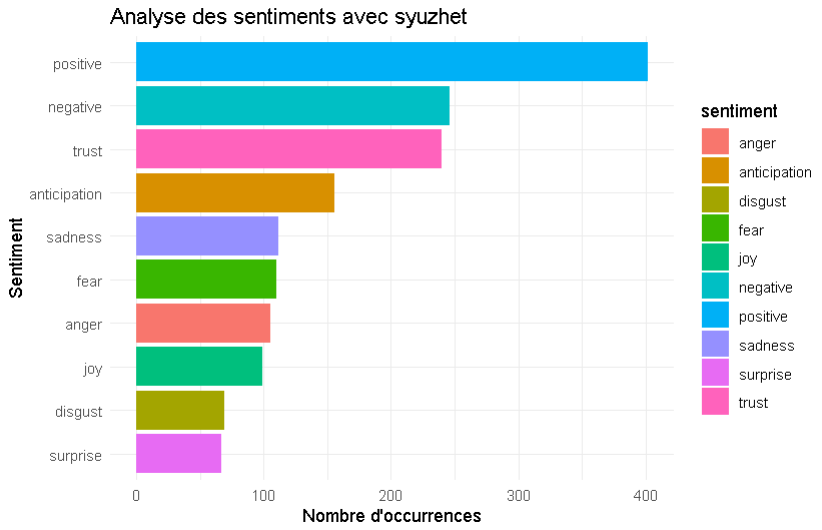 Analyse des sentiments avec syuzhet
Sentiment
positive
negative
trust
anticipation
sadness
fear
anger
joy
disgust
surprise
0 100 200 300 400
Nombre d'occurrences
sentiment
anger
anticipation
disgust
fear
joy
negative
positive
sadness
surprise
trust